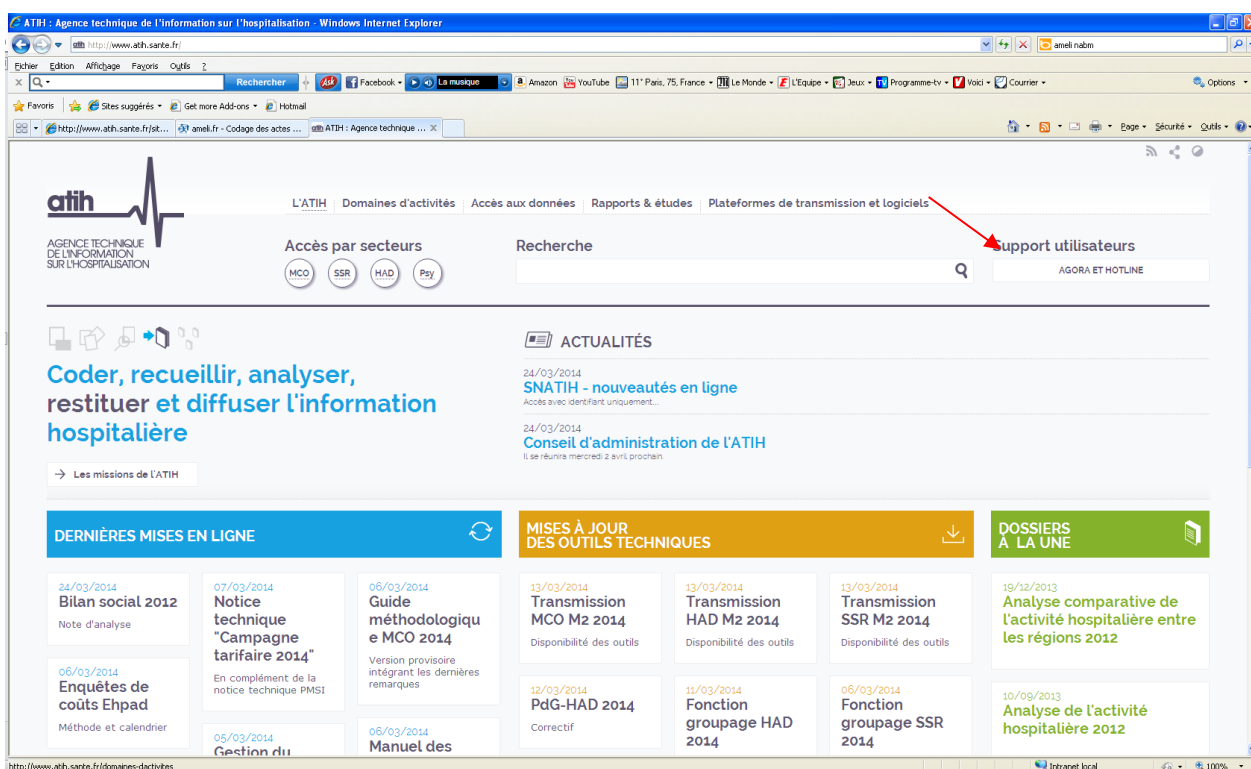 ATIH : Agence technique de l'information sur l'hospitalisation - Windows Internet Explorer
http://www.atih.sante.fr/
ameli nabm
Fichier Edition Affichage Favoris Outils ?
Rechercher Ask Facebook La musique Amazon YouTube 11° Paris, 75, France Le Monde L'Equipe Jeux Programme-tv Voici Courrier Options
Favoris Sites suggérés Get more Add-ons Hotmail
http://www.atih.sante.fr/sit... ameli.fr - Codage des actes ... ATIH : Agence technique ... Page Sécurité Outils
atih
AGENCE TECHNIQUE
DE L'INFORMATION
SUR L'HOSPITALISATION
L'ATIH Domaines d'activités Accès aux données Rapports & études Plateformes de transmission et logiciels
Accès par secteurs
MCO SSR HAD Psy
Recherche
Support utilisateurs
AGORA ET HOTLINE
Coder, recueillir, analyser,
restituer et diffuser l'information
hospitalière
→ Les missions de l'ATIH
ACTUALITÉS
24/03/2014
SNATIH - nouveautés en ligne
Accès avec identifiant uniquement...
24/03/2014
Conseil d'administration de l'ATIH
Il se réunira mercredi 2 avril prochain.
DERNIÈRES MISES EN LIGNE
24/03/2014
Bilan social 2012
Note d'analyse
06/03/2014
Enquêtes de
coûts Ehpad
Méthode et calendrier
07/03/2014
Notice
technique
"Campagne
tarifaire 2014"
En complément de la
notice technique PMSI
05/03/2014
Gestion du
06/03/2014
Guide
méthodologiqu
e MCO 2014
Version provisoire
intégrant les dernières
remarques
06/03/2014
Manuel des
MISES À JOUR
DES OUTILS TECHNIQUES
13/03/2014
Transmission
MCO M2 2014
Disponibilité des outils
12/03/2014
PdG-HAD 2014
Correctif
13/03/2014
Transmission
HAD M2 2014
Disponibilité des outils
11/03/2014
Fonction
groupage HAD
2014
13/03/2014
Transmission
SSR M2 2014
Disponibilité des outils
06/03/2014
Fonction
groupage SSR
2014
DOSSIERS
À LA UNE
19/12/2013
Analyse comparative de
l'activité hospitalière entre
les régions 2012
10/09/2013
Analyse de l'activité
hospitalière 2012
http://www.atih.sante.fr/domaines-dactivites
Intranet local
100%